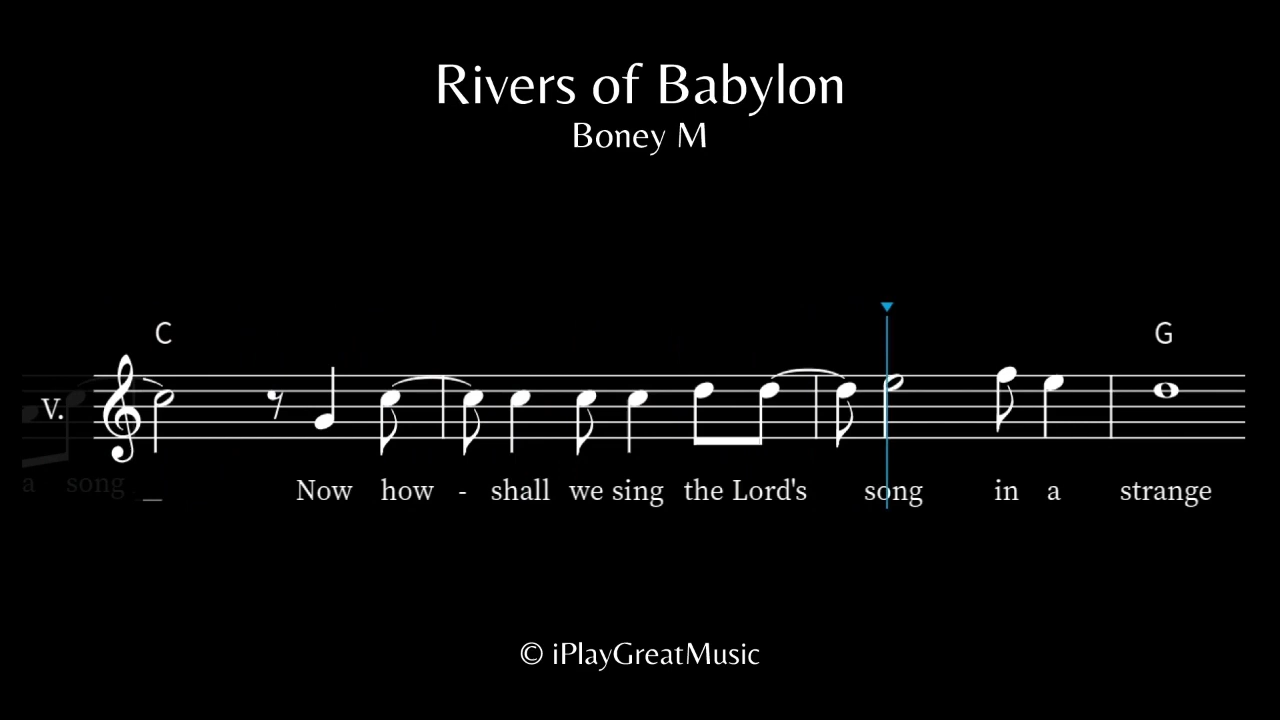 Rivers of Babylon
Boney M
C G
V.
a song _ Now how - shall we sing the Lord's song in a strange
© iPlayGreatMusic